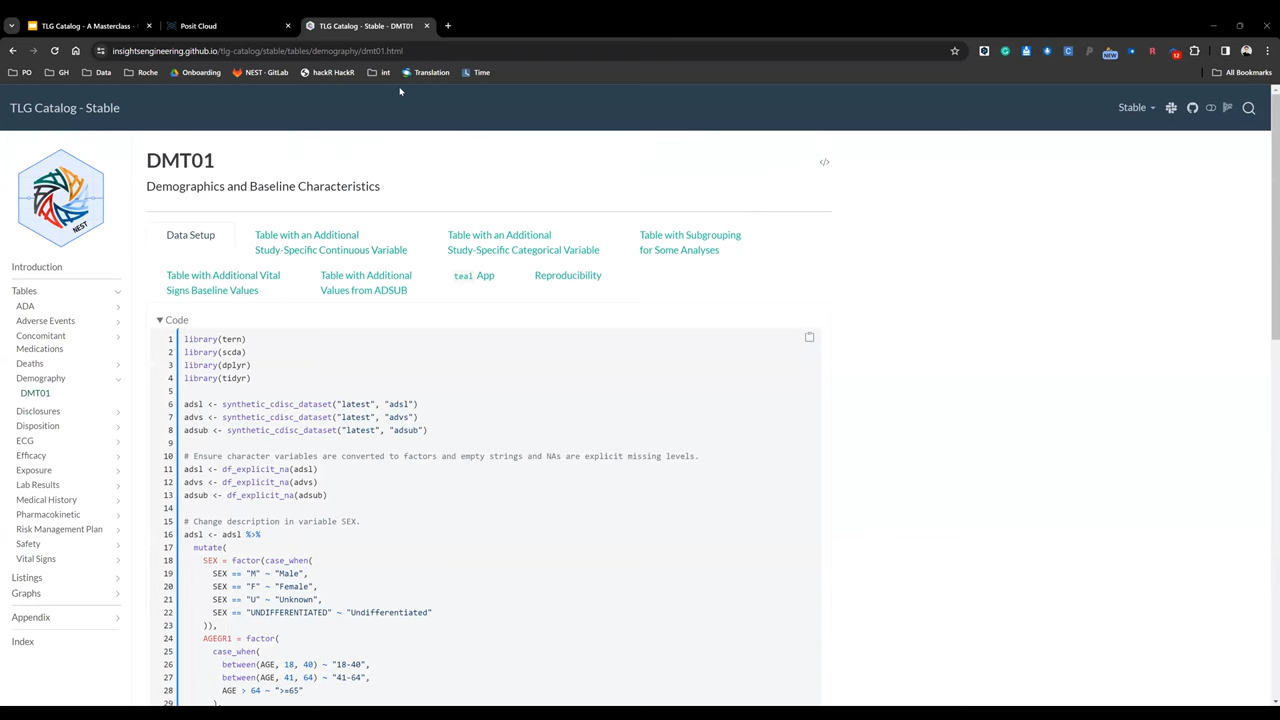 TLG Catalog - A Masterclass -
Posit Cloud
TLG Catalog - Stable - DMT01
insightsengineering.github.io/tlg-catalog/stable/tables/demography/dmt01.html
PO
GH
Data
Roche
Onboarding
NEST · GitLab
hackR HackR
int
Translation
Time
All Bookmarks
NEW
12
TLG Catalog - Stable
Stable
NEST
Introduction
Tables
ADA
Adverse Events
Concomitant
Medications
Deaths
Demography
DMT01
Disclosures
Disposition
ECG
Efficacy
Exposure
Lab Results
Medical History
Pharmacokinetic
Risk Management Plan
Safety
Vital Signs
Listings
Graphs
Appendix
Index
DMT01
</>
Demographics and Baseline Characteristics
Data Setup
Table with an Additional
Study-Specific Continuous Variable
Table with an Additional
Study-Specific Categorical Variable
Table with Subgrouping
for Some Analyses
Table with Additional Vital
Signs Baseline Values
Table with Additional
Values from ADSUB
teal App
Reproducibility
▼ Code
1 library(tern)
2 library(scda)
3 library(dplyr)
4 library(tidyr)
5
6 adsl <- synthetic_cdisc_dataset("latest", "adsl")
7 advs <- synthetic_cdisc_dataset("latest", "advs")
8 adsub <- synthetic_cdisc_dataset("latest", "adsub")
9
10 # Ensure character variables are converted to factors and empty strings and NAs are explicit missing levels.
11 adsl <- df_explicit_na(adsl)
12 advs <- df_explicit_na(advs)
13 adsub <- df_explicit_na(adsub)
14
15 # Change description in variable SEX.
16 adsl <- adsl %>%
17 mutate(
18 SEX = factor(case_when(
19 SEX == "M" ~ "Male",
20 SEX == "F" ~ "Female",
21 SEX == "U" ~ "Unknown",
22 SEX == "UNDIFFERENTIATED" ~ "Undifferentiated"
23 )),
24 AGEGR1 = factor(
25 case_when(
26 between(AGE, 18, 40) ~ "18-40",
27 between(AGE, 41, 64) ~ "41-64",
28 AGE > 64 ~ ">=65"
29 ),